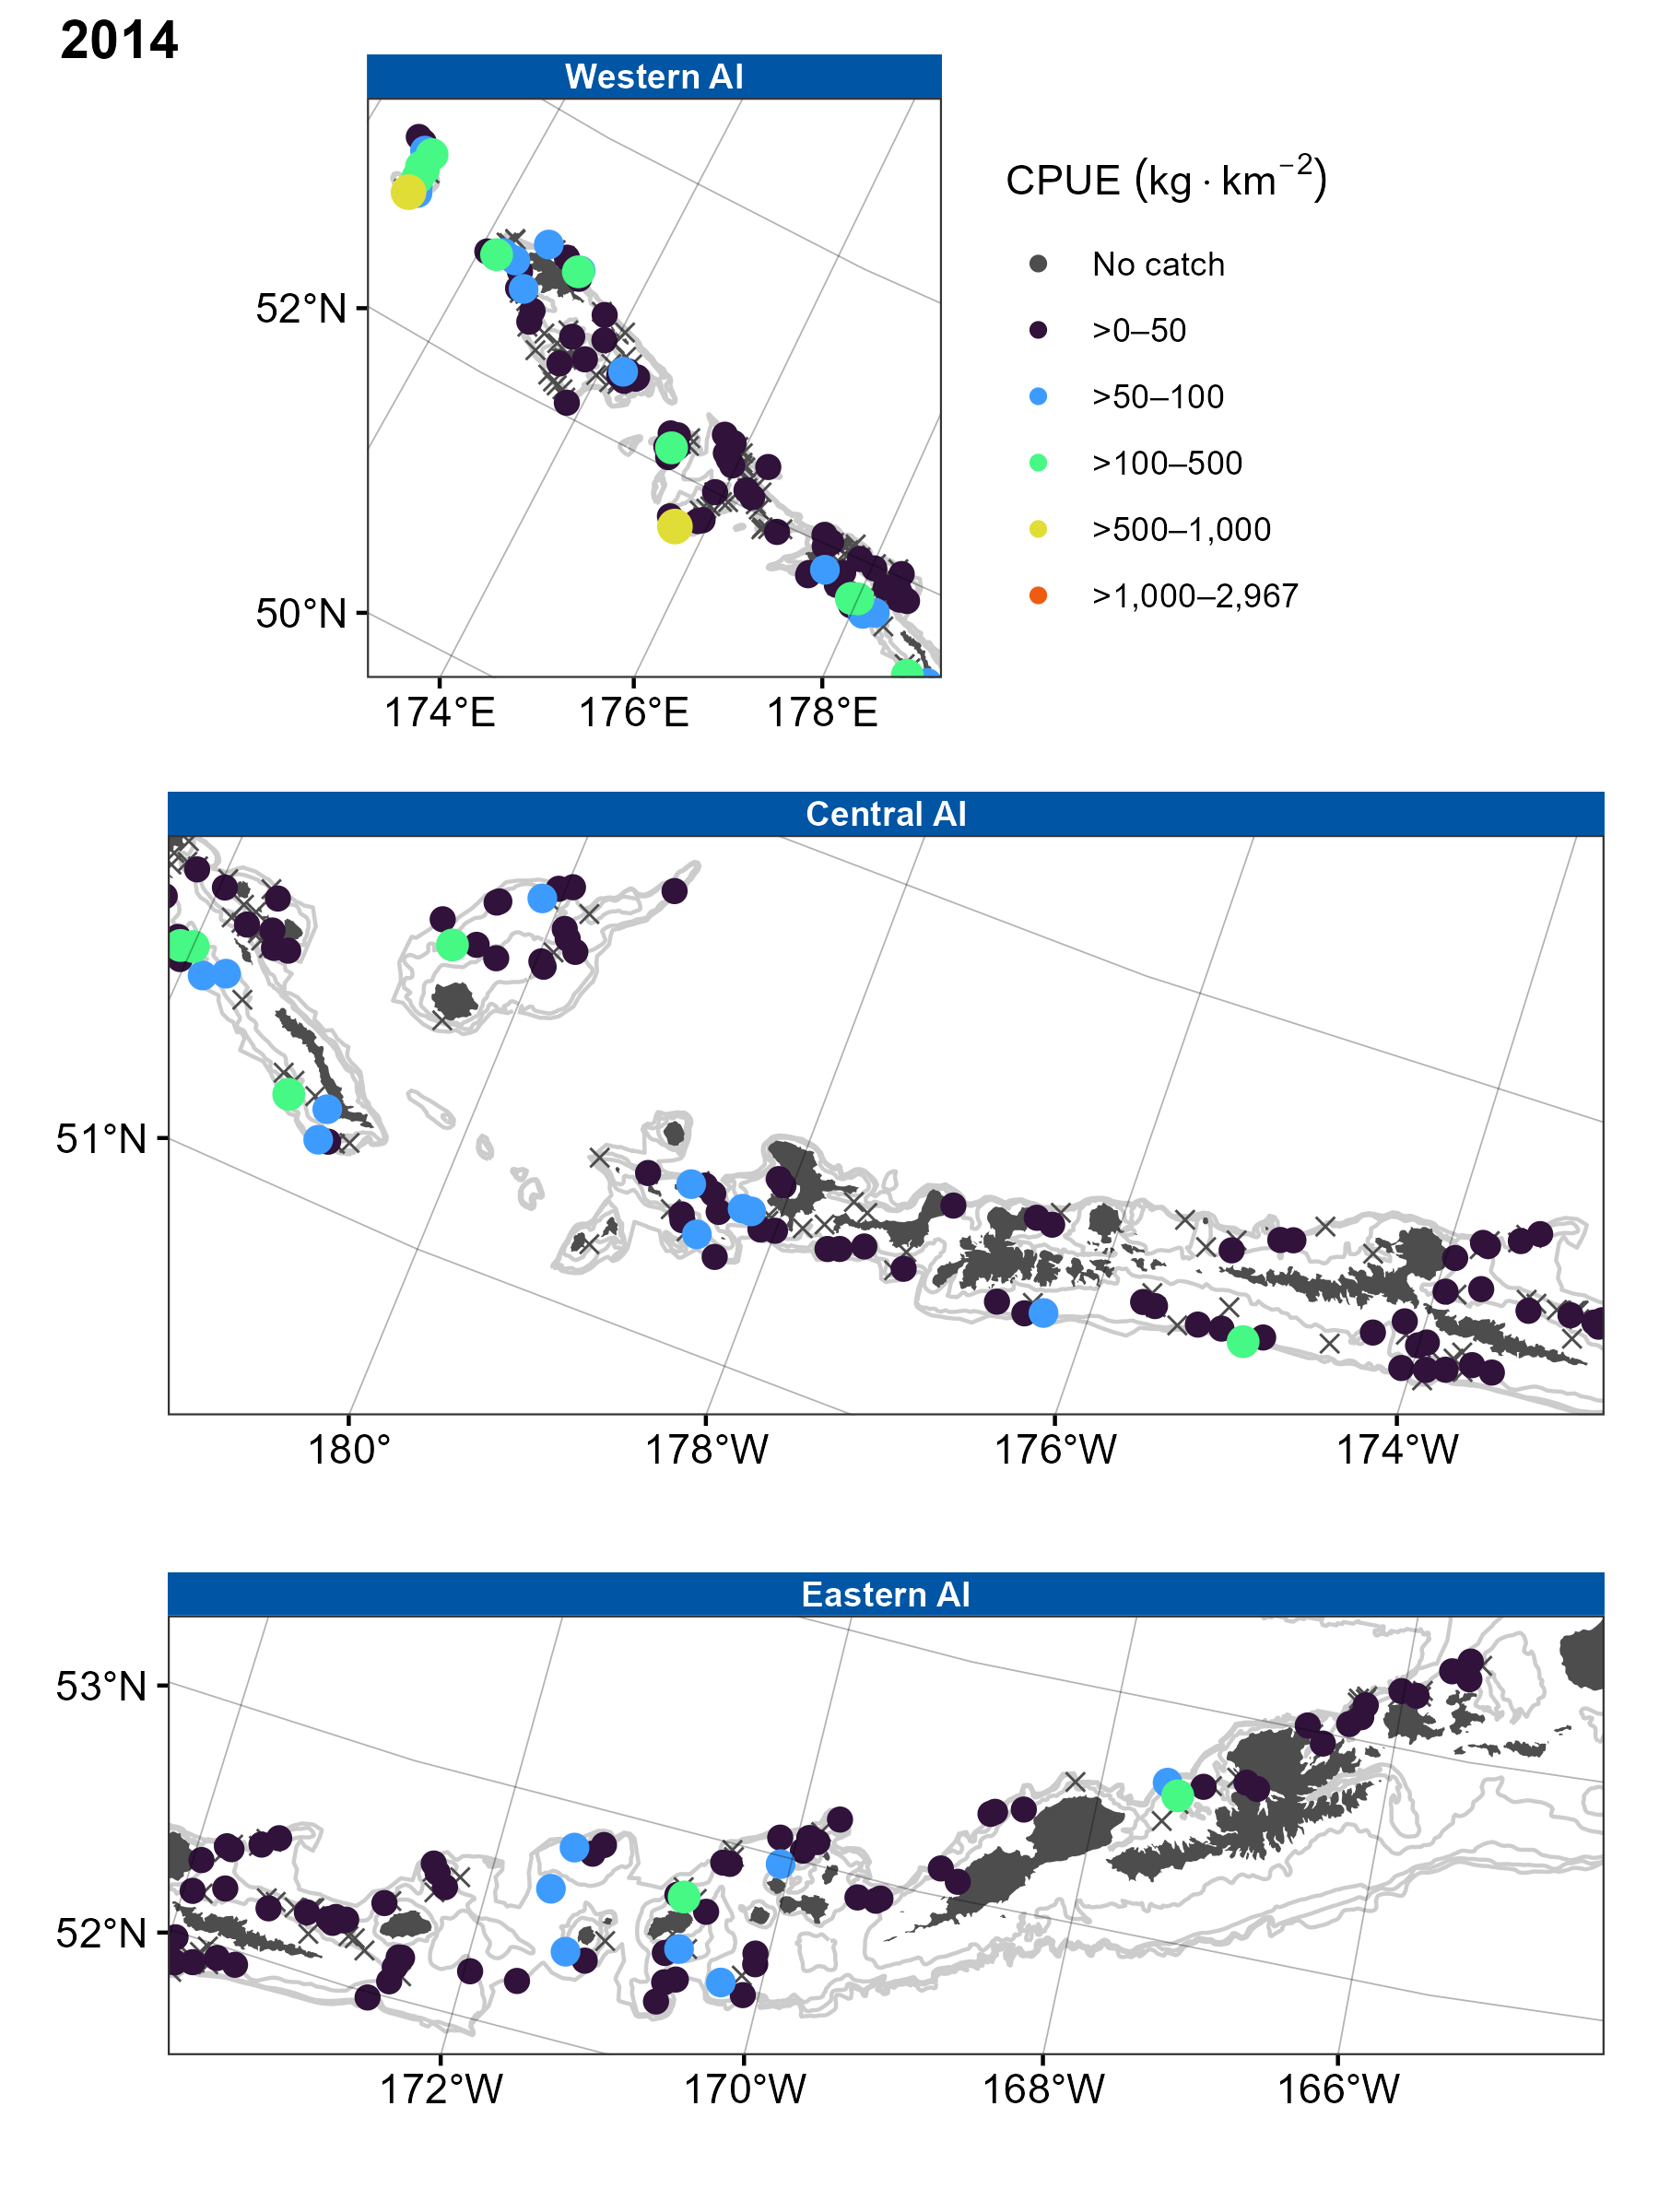 2014
Western AI
CPUE (kg · km⁻²)
No catch
>0–50
>50–100
>100–500
>500–1,000
>1,000–2,967
52°N
50°N
174°E 176°E 178°E
Central AI
51°N
180° 178°W 176°W 174°W
Eastern AI
53°N
52°N
172°W 170°W 168°W 166°W